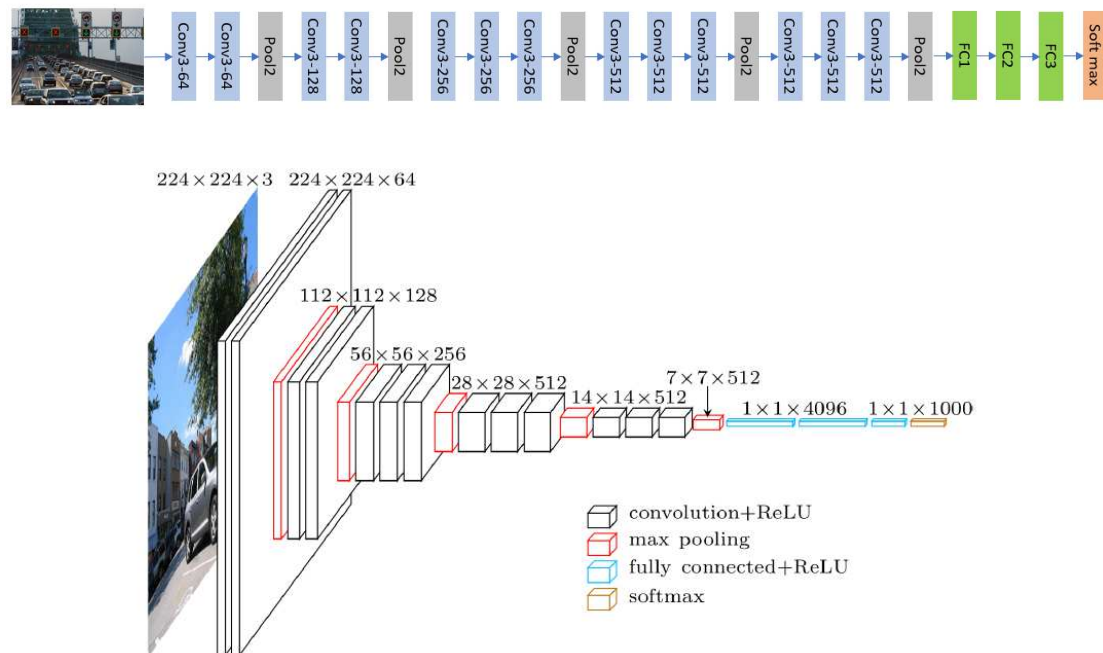 Conv3-64
Conv3-64
Pool2
Conv3-128
Conv3-128
Pool2
Conv3-256
Conv3-256
Conv3-256
Pool2
Conv3-512
Conv3-512
Conv3-512
Pool2
Conv3-512
Conv3-512
Conv3-512
Pool2
FC1
FC2
FC3
Soft max
224×224×3
224×224×64
112×112×128
56×56×256
28×28×512
14×14×512
7×7×512
1×1×4096
1×1×1000
convolution+ReLU
max pooling
fully connected+ReLU
softmax